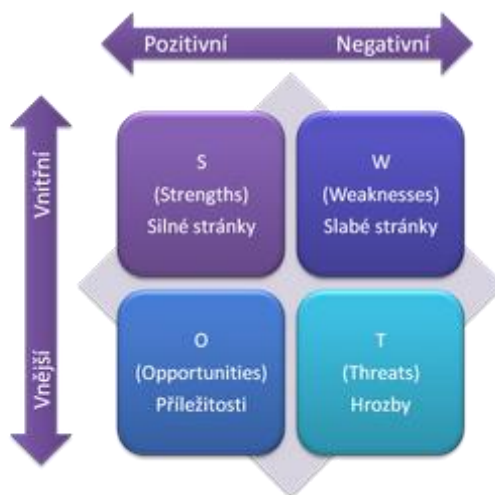 Pozitivní Negativní
Vnitřní
S
(Strengths)
Silné stránky
W
(Weaknesses)
Slabé stránky
Vnější
O
(Opportunities)
Příležitosti
T
(Threats)
Hrozby